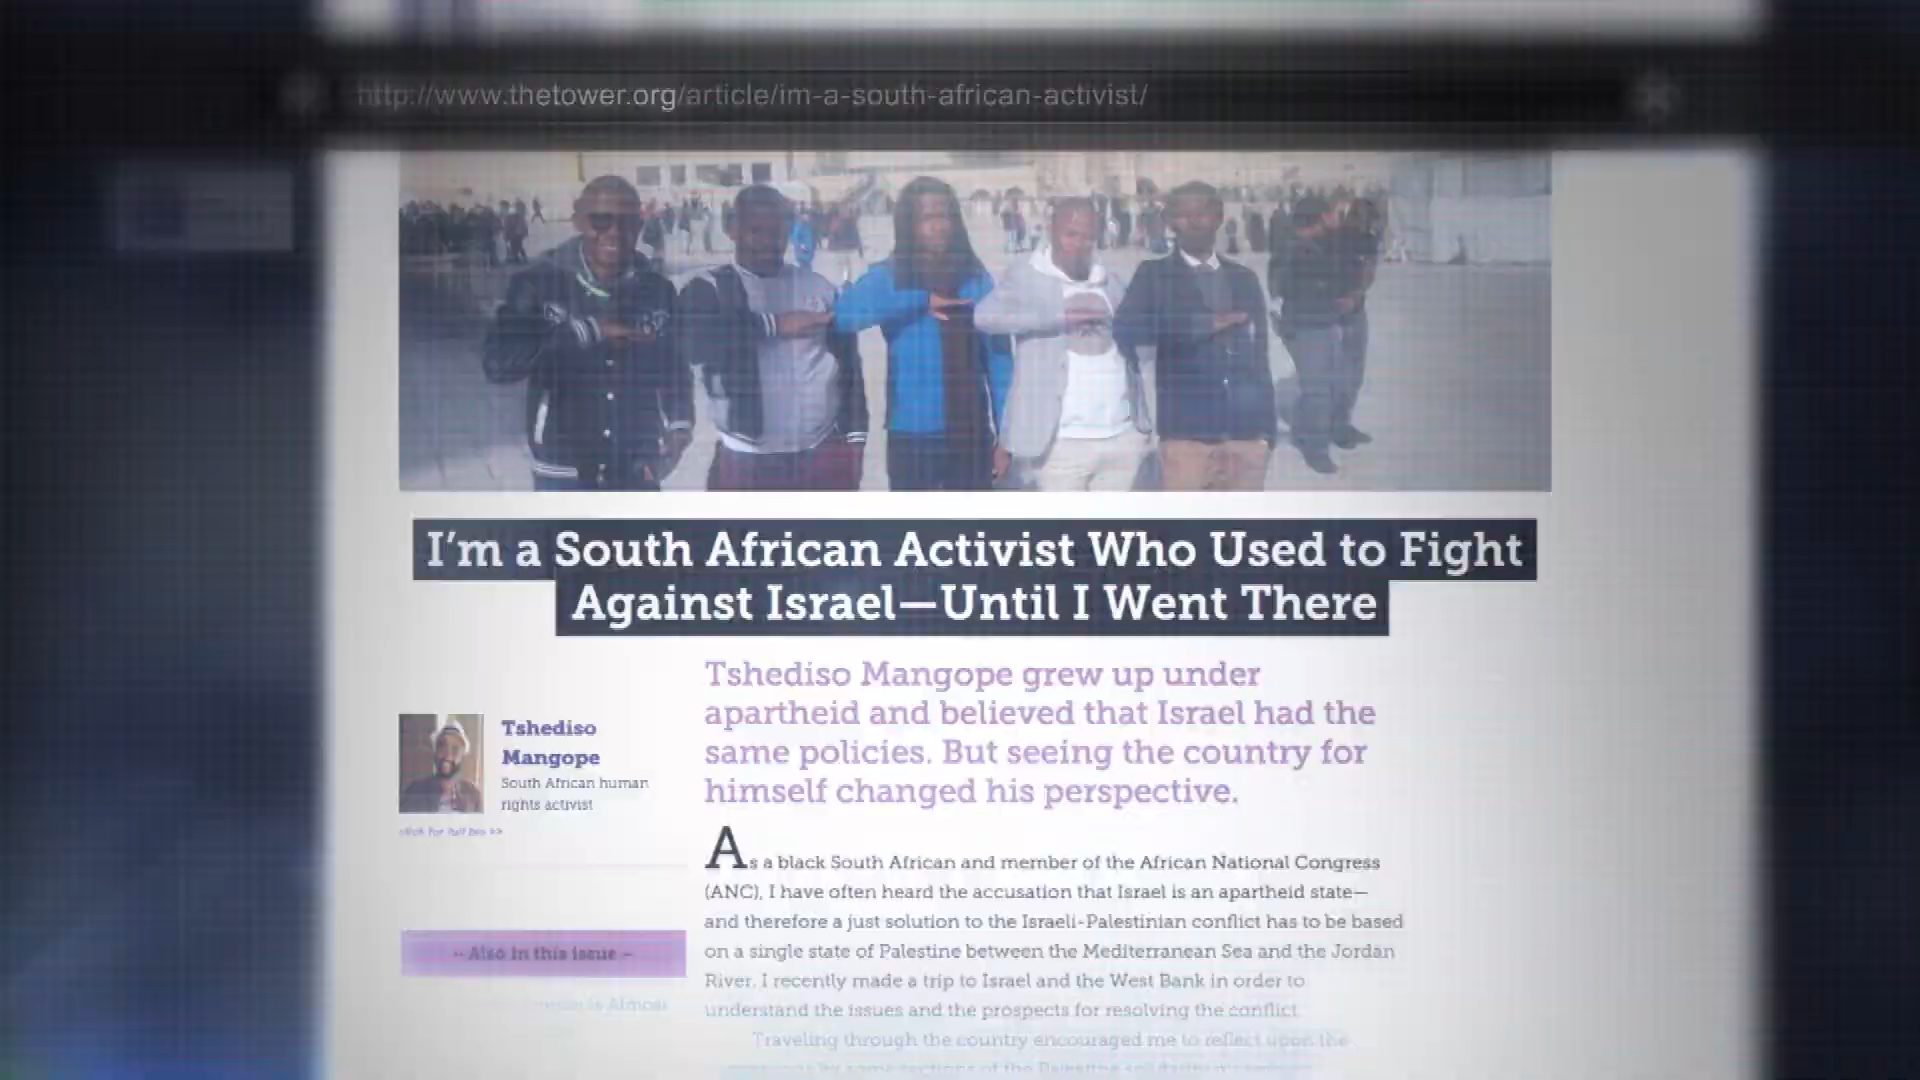 http://www.thetower.org/article/im-a-south-african-activist/
I'm a South African Activist Who Used to Fight
Against Israel—Until I Went There
Tshediso Mangope grew up under
apartheid and believed that Israel had the
same policies. But seeing the country for
himself changed his perspective.
Tshediso
Mangope
South African human
rights activist
click for full bio >>
As a black South African and member of the African National Congress
(ANC), I have often heard the accusation that Israel is an apartheid state—
and therefore a just solution to the Israeli-Palestinian conflict has to be based
on a single state of Palestine between the Mediterranean Sea and the Jordan
River. I recently made a trip to Israel and the West Bank in order to
understand the issues and the prospects for resolving the conflict.
Traveling through the country encouraged me to reflect upon the
~ Also in this issue ~
is Almost